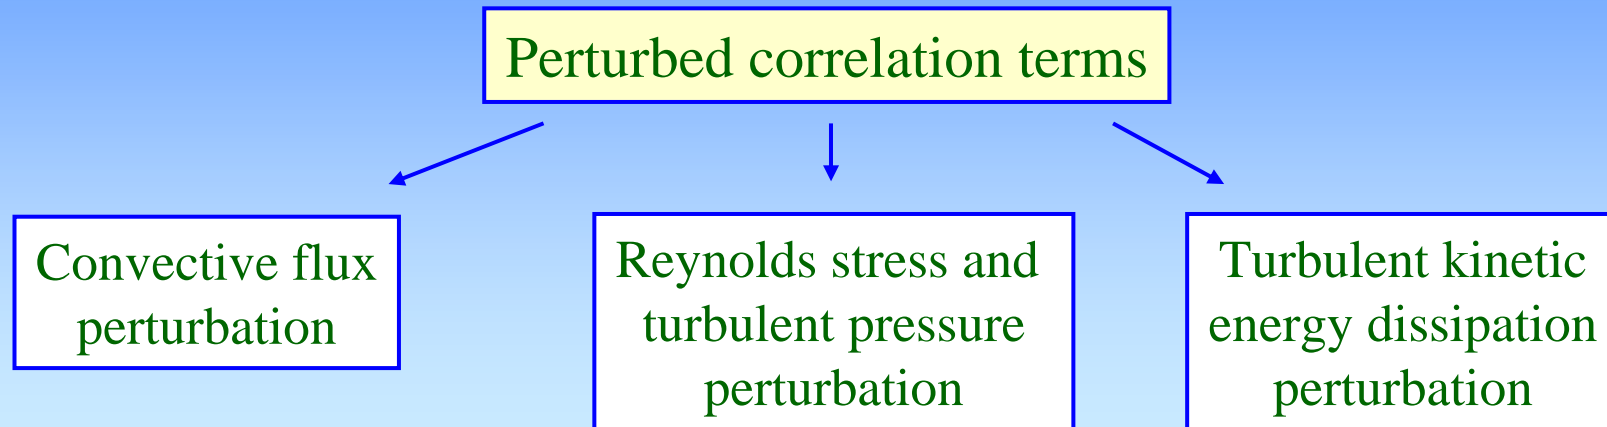 Perturbed correlation terms
Convective flux
perturbation
Reynolds stress and
turbulent pressure
perturbation
Turbulent kinetic
energy dissipation
perturbation